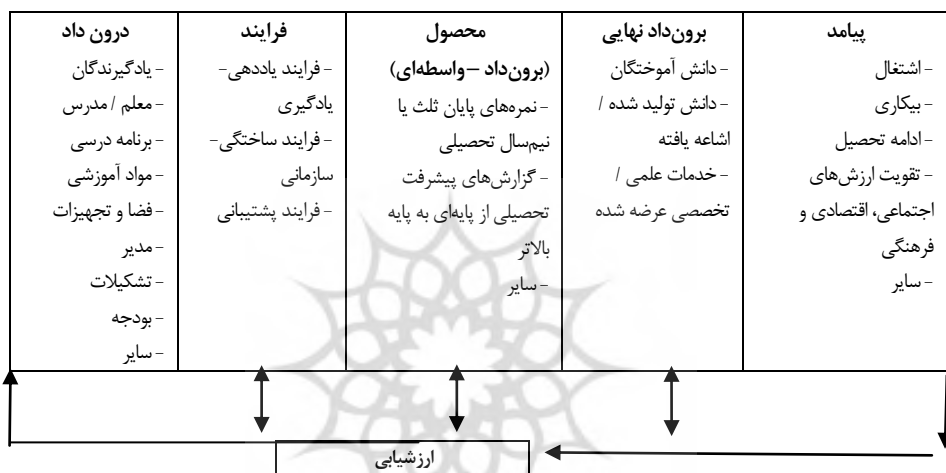 درون داد
- یادگیرندگان
- معلم / مدرس
- برنامه درسی
- مواد آموزشی
- فضا و تجهیزات
- مدیر
- تشکیلات
- بودجه
- سایر
فرایند
- فرایند یاددهی-
یادگیری
- فرایند ساختگی-
سازمانی
- فرایند پشتیبانی
محصول
(برون‌داد –واسطه‌ای)
- نمره‌های پایان ثلث یا
نیم‌سال تحصیلی
- گزارش‌های پیشرفت
تحصیلی از پایه‌ای به پایه
بالاتر
- سایر
برون‌داد نهایی
- دانش آموختگان
- دانش تولید شده /
اشاعه یافته
- خدمات علمی /
تخصصی عرضه شده
پیامد
- اشتغال
- بیکاری
- ادامه تحصیل
- تقویت ارزش‌های
اجتماعی، اقتصادی و
فرهنگی
- سایر
ارزشیابی